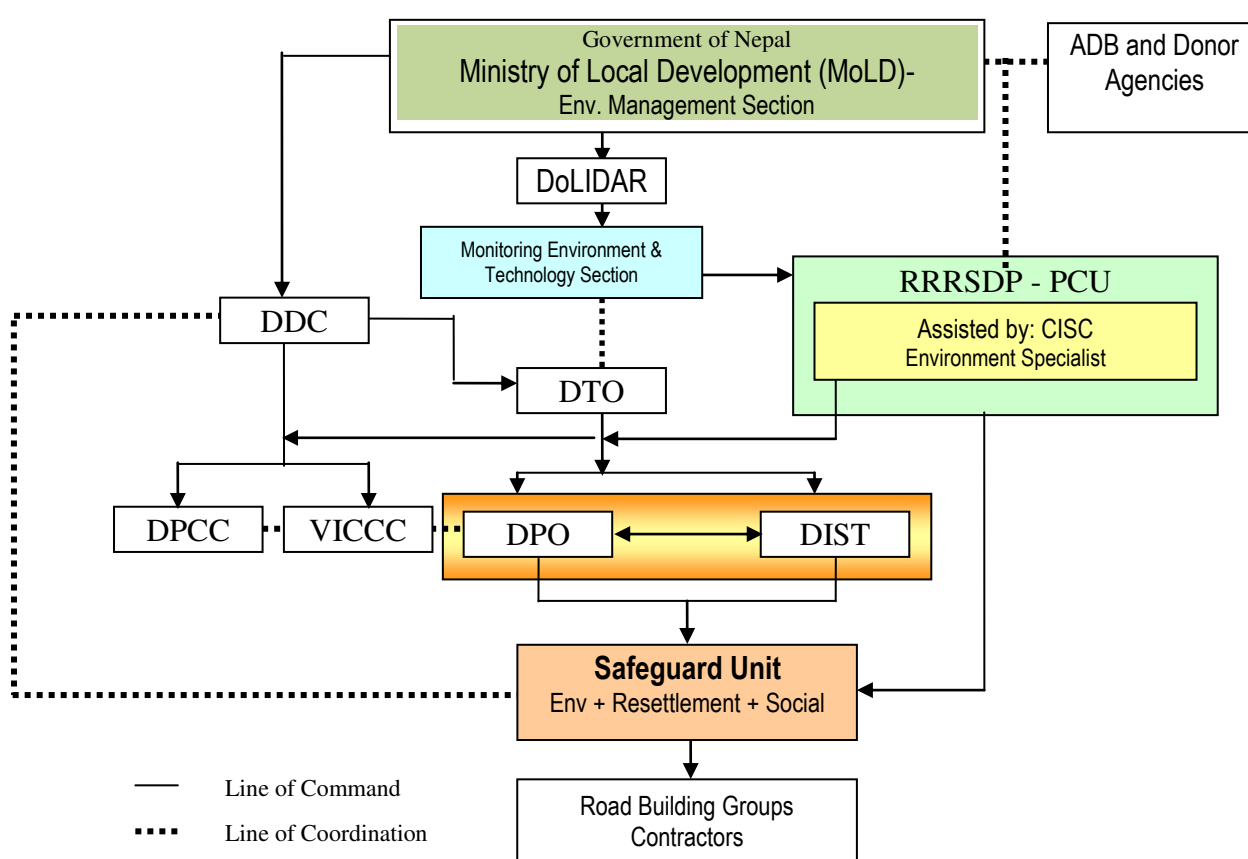 Government of Nepal
Ministry of Local Development (MoLD)-
Env. Management Section
ADB and Donor
Agencies
DoLIDAR
Monitoring Environment &
Technology Section
RRRSDP - PCU
Assisted by: CISC
Environment Specialist
DDC
DTO
DPCC
VICCC
DPO
DIST
Safeguard Unit
Env + Resettlement + Social
Road Building Groups
Contractors
Line of Command
Line of Coordination